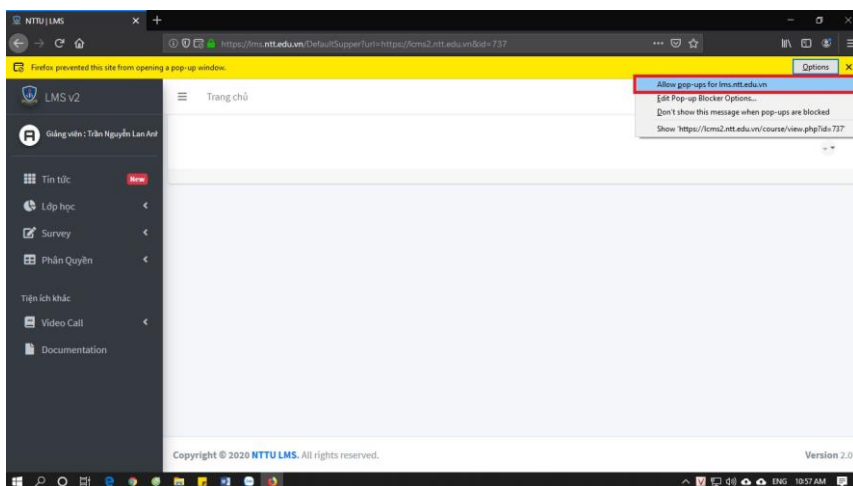 NTTU | LMS
https://lms.ntt.edu.vn/DefaultSupper?url=https://lcms2.ntt.edu.vn&id=737
Firefox prevented this site from opening a pop-up window.
Options
Allow pop-ups for lms.ntt.edu.vn
Edit Pop-up Blocker Options...
Don't show this message when pop-ups are blocked
Show 'https://lcms2.ntt.edu.vn/course/view.php?id=737'
LMS v2
Trang chủ
Giảng viên : Trần Nguyễn Lan Anh
Tin tức
New
Lớp học
Survey
Phân Quyền
Tiện ích khác
Video Call
Documentation
Copyright © 2020 NTTU LMS. All rights reserved.
Version 2.0
ENG 10:57 AM